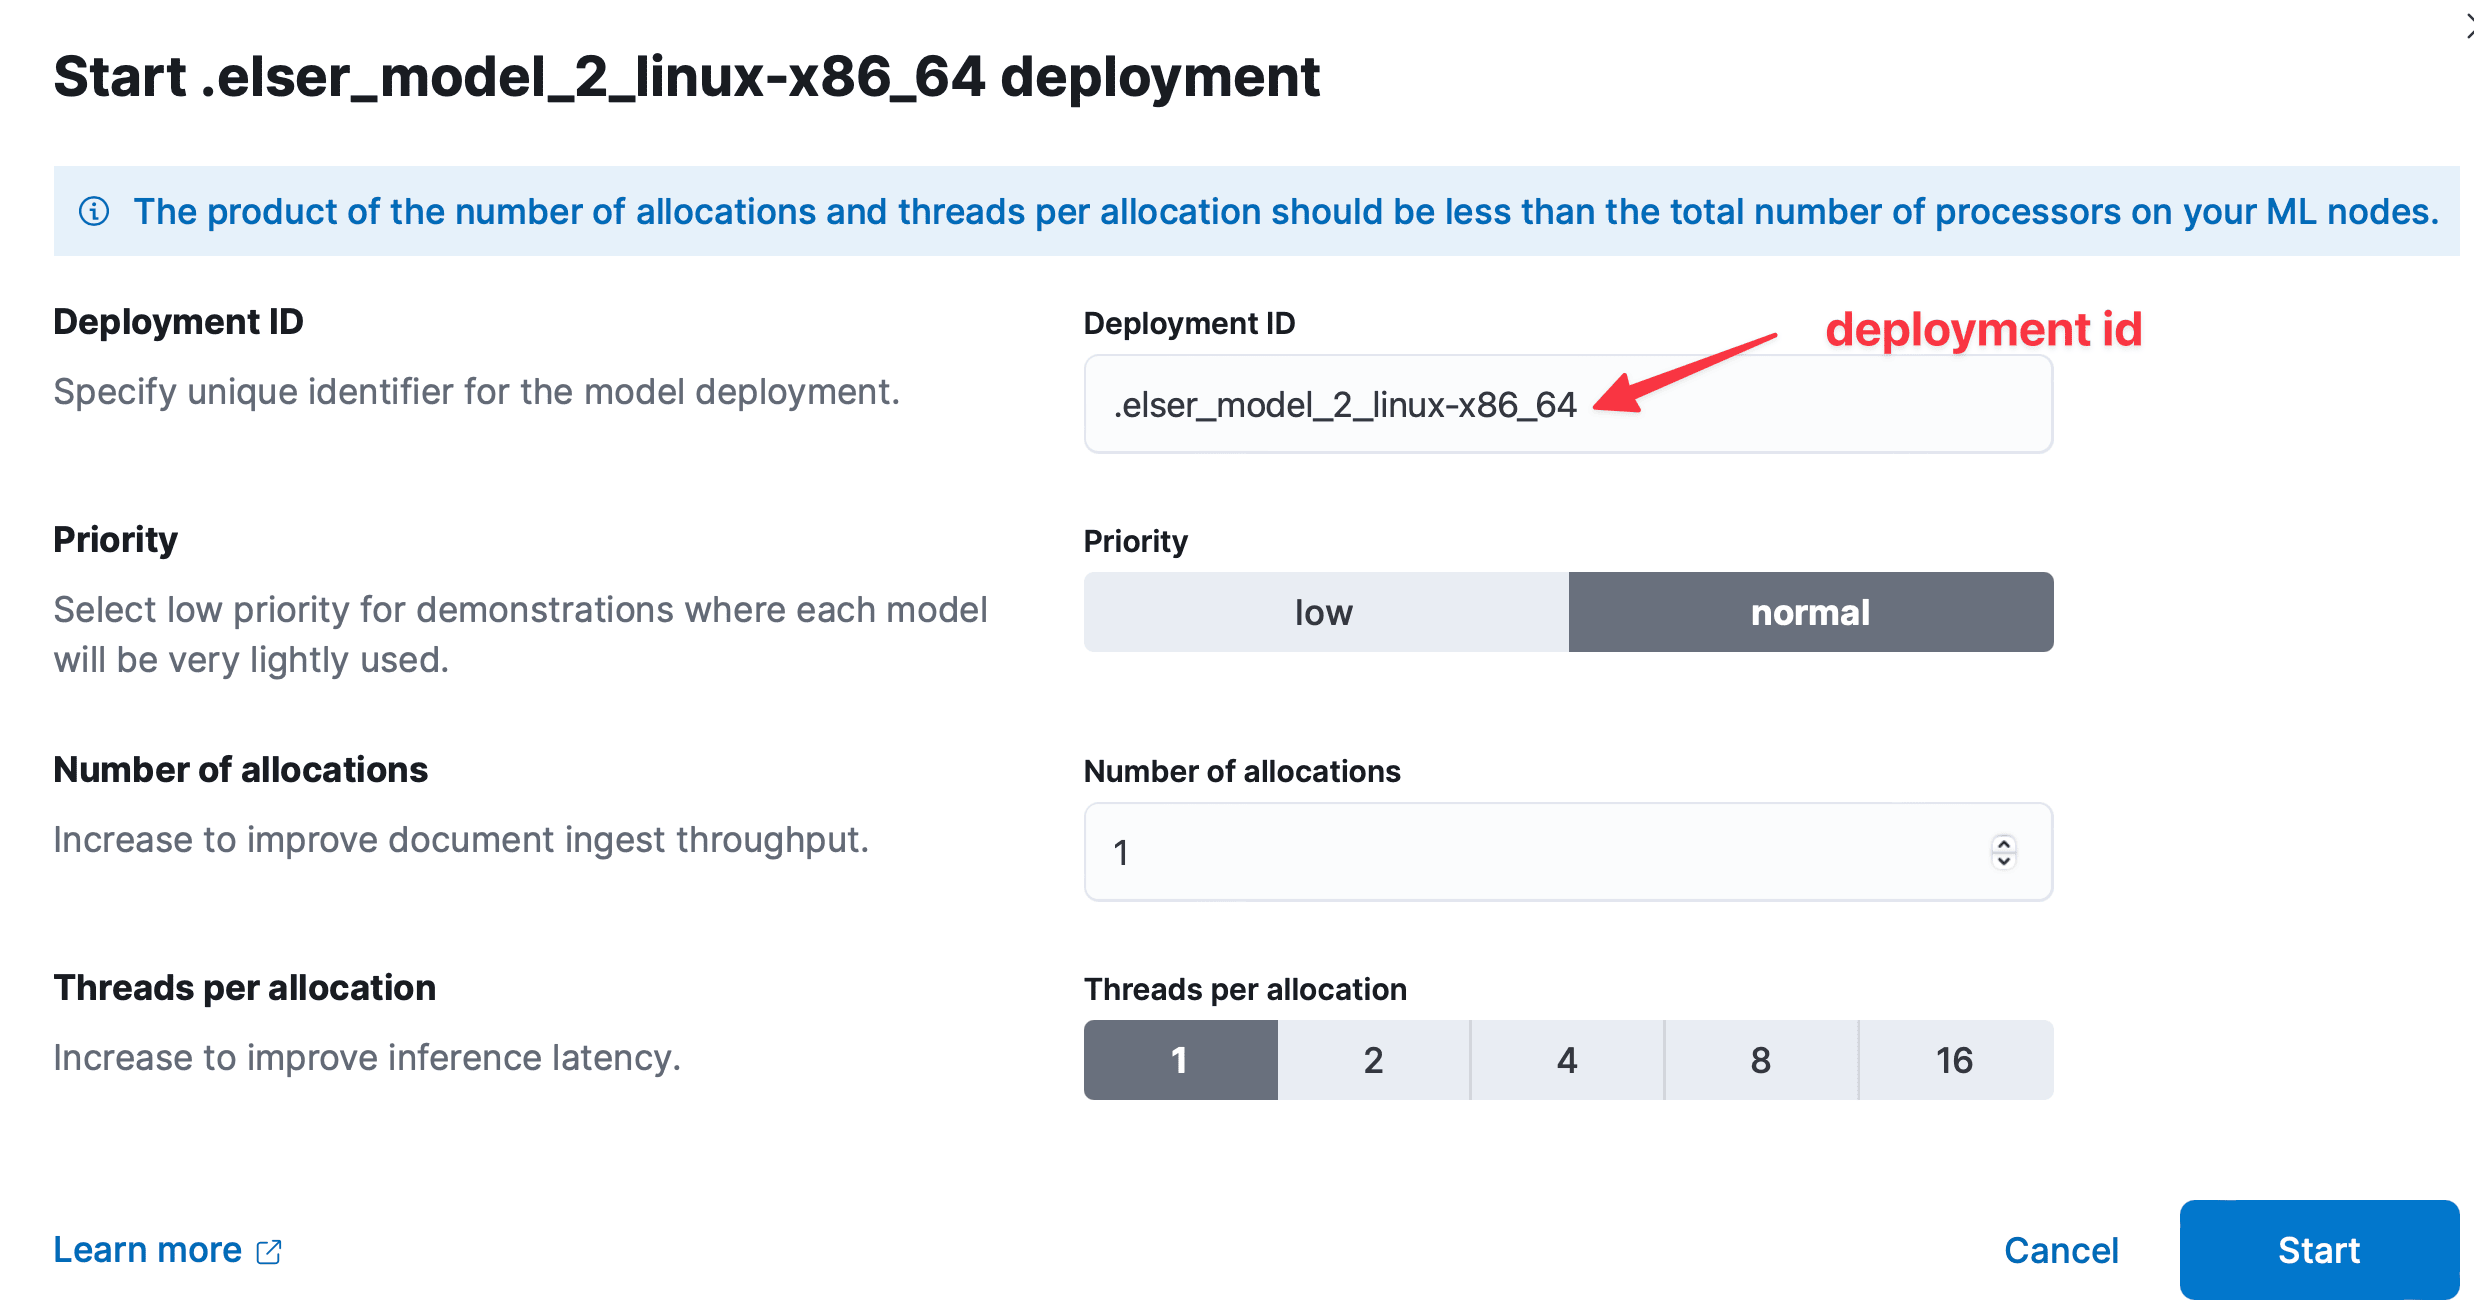 Start .elser_model_2_linux-x86_64 deployment
The product of the number of allocations and threads per allocation should be less than the total number of processors on your ML nodes.
Deployment ID
Specify unique identifier for the model deployment.
Deployment ID
deployment id
.elser_model_2_linux-x86_64
Priority
Select low priority for demonstrations where each model
will be very lightly used.
Priority
low
normal
Number of allocations
Increase to improve document ingest throughput.
Number of allocations
1
Threads per allocation
Increase to improve inference latency.
Threads per allocation
1
2
4
8
16
Learn more
Cancel
Start